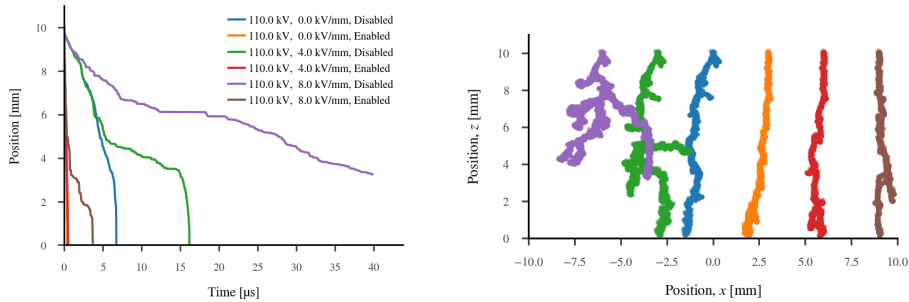 110.0 kV, 0.0 kV/mm, Disabled
110.0 kV, 0.0 kV/mm, Enabled
110.0 kV, 4.0 kV/mm, Disabled
110.0 kV, 4.0 kV/mm, Enabled
110.0 kV, 8.0 kV/mm, Disabled
110.0 kV, 8.0 kV/mm, Enabled
Position [mm]
10
8
6
4
2
0
0 5 10 15 20 25 30 35 40
Time [µs]
Position, z [mm]
10
8
6
4
2
0
−10.0 −7.5 −5.0 −2.5 0.0 2.5 5.0 7.5 10.0
Position, x [mm]